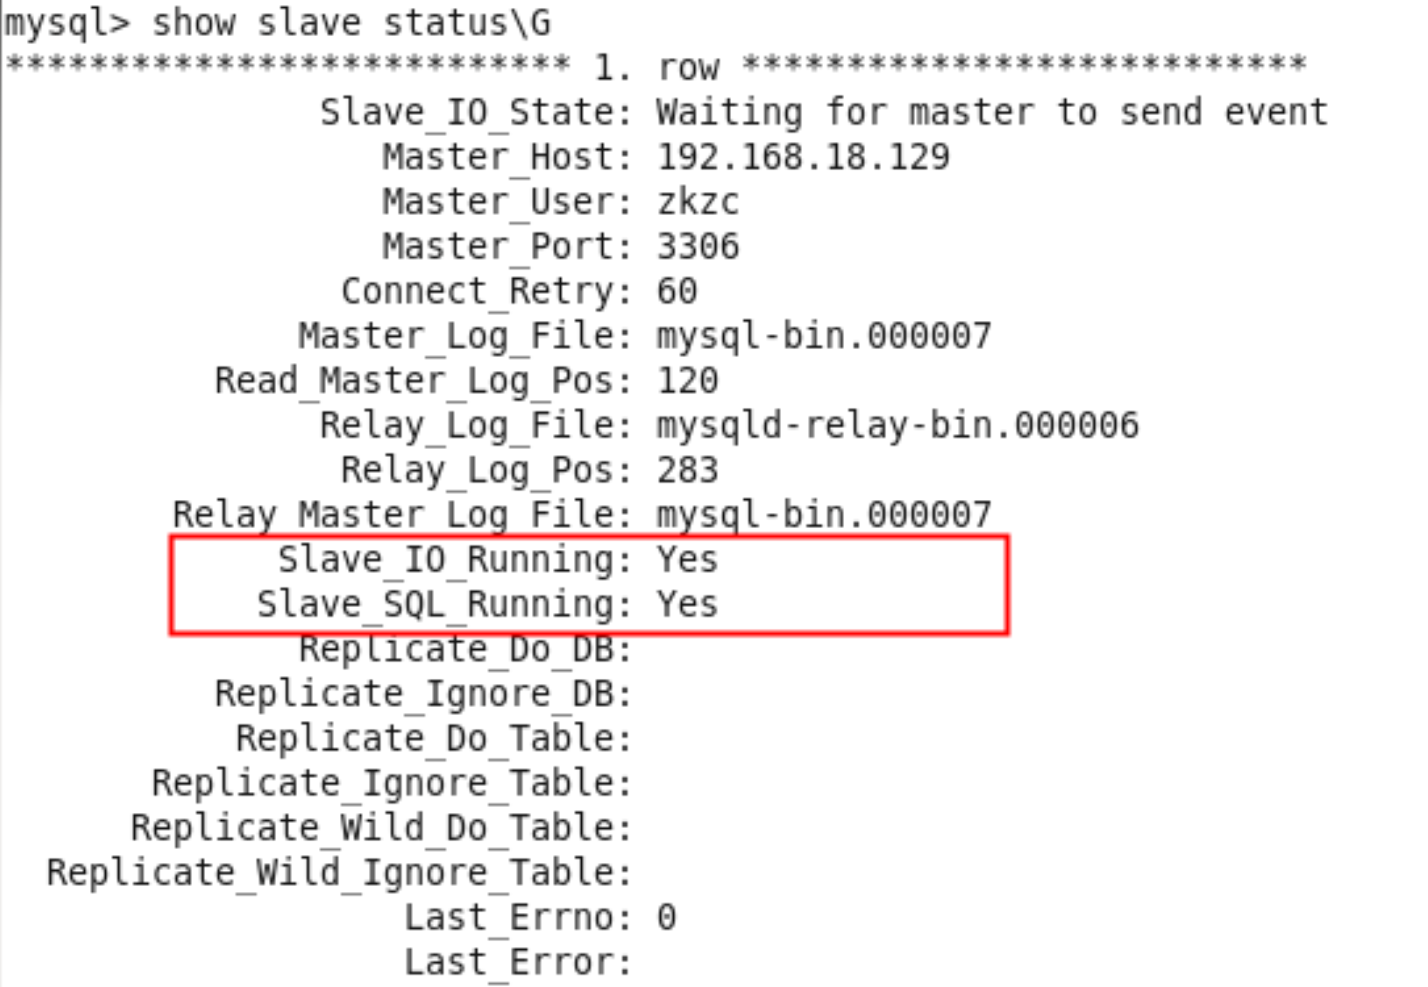 mysql> show slave status\G
*************************** 1. row ***************************
Slave_IO_State: Waiting for master to send event
Master_Host: 192.168.18.129
Master_User: zkzc
Master_Port: 3306
Connect_Retry: 60
Master_Log_File: mysql-bin.000007
Read_Master_Log_Pos: 120
Relay_Log_File: mysqld-relay-bin.000006
Relay_Log_Pos: 283
Relay_Master_Log_File: mysql-bin.000007
Slave_IO_Running: Yes
Slave_SQL_Running: Yes
Replicate_Do_DB:
Replicate_Ignore_DB:
Replicate_Do_Table:
Replicate_Ignore_Table:
Replicate_Wild_Do_Table:
Replicate_Wild_Ignore_Table:
Last_Errno: 0
Last_Error: